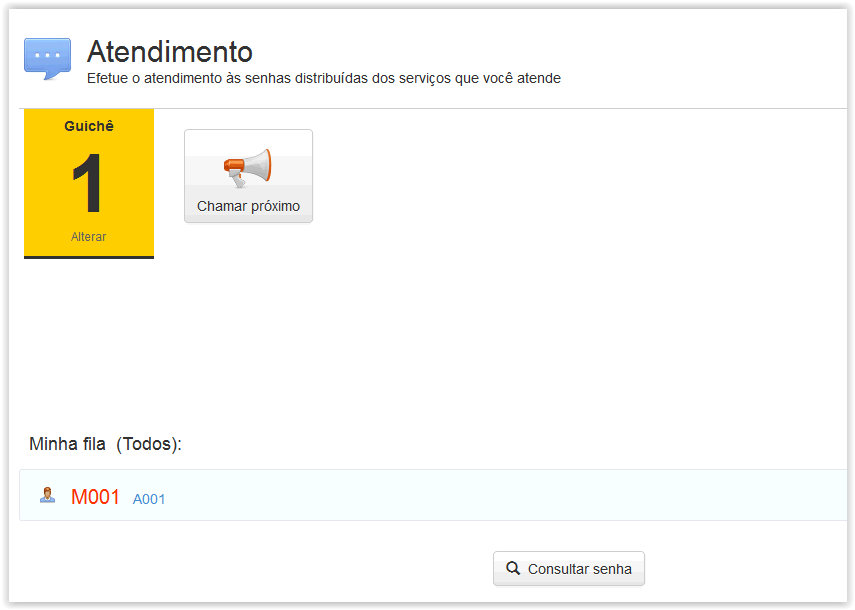 Atendimento
Efetue o atendimento às senhas distribuídas dos serviços que você atende
Guichê
1
Alterar
Chamar próximo
Minha fila (Todos):
M001 A001
Consultar senha